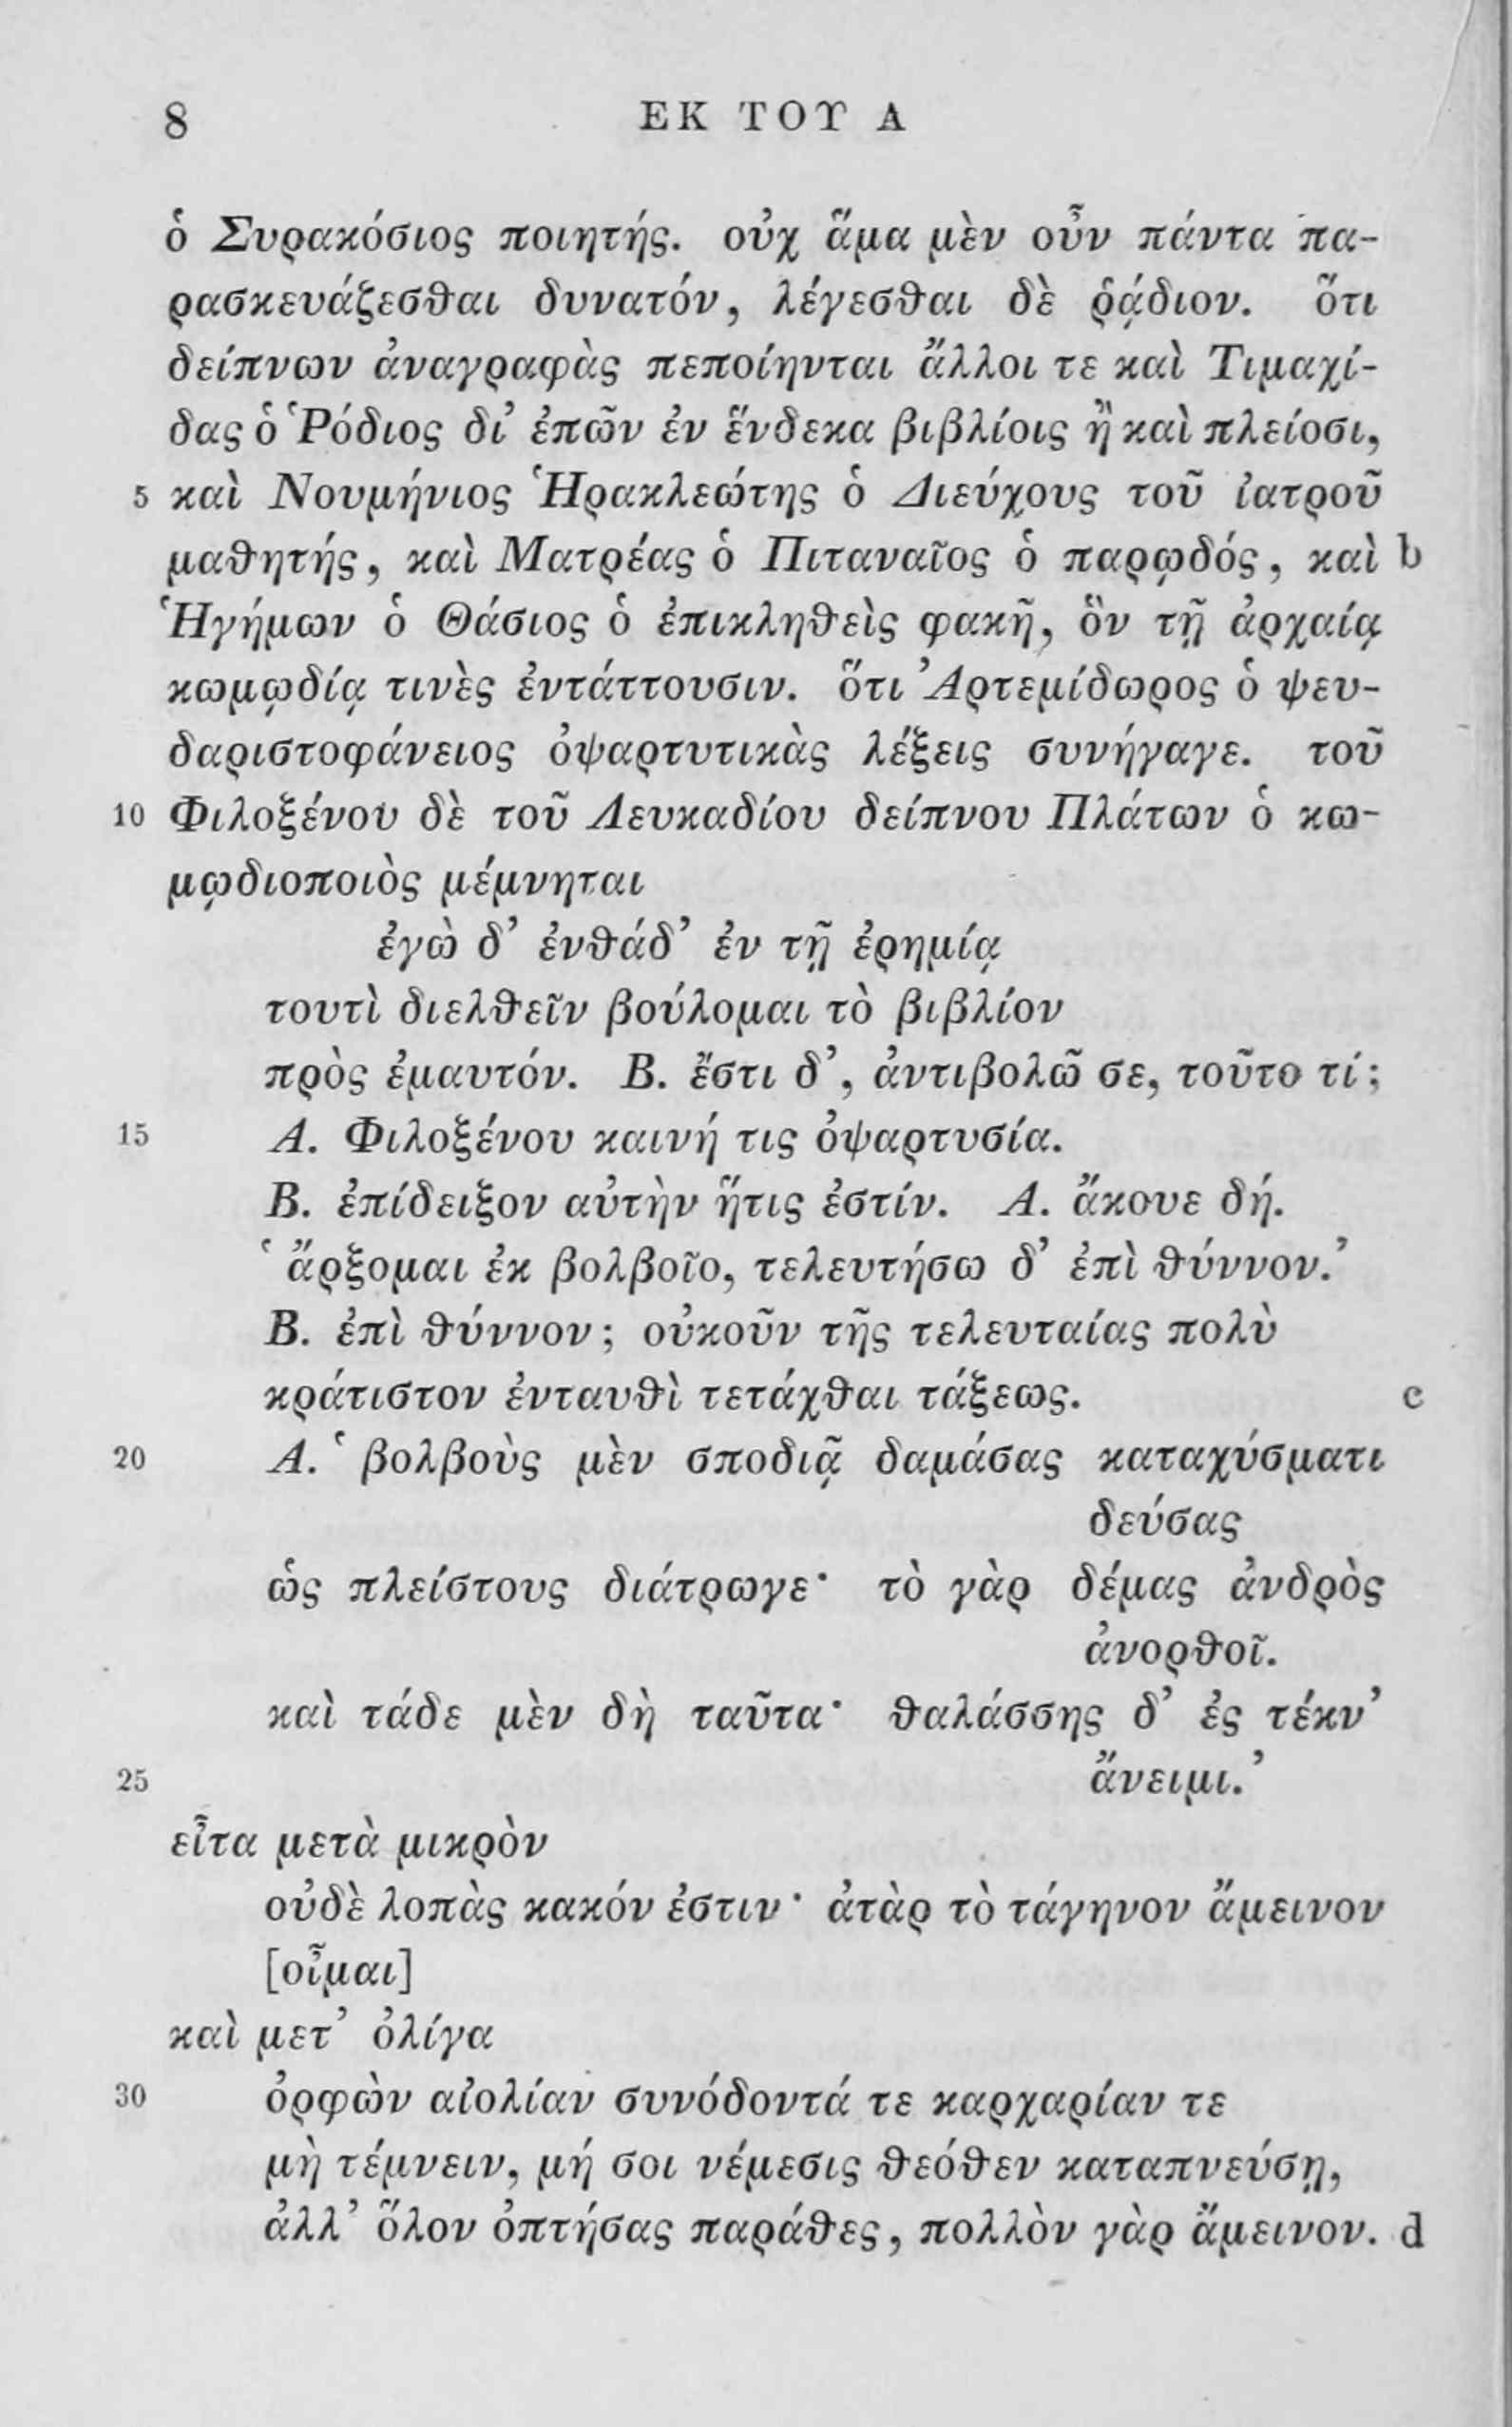 8 ΕΚ ΤΟΥ Α
ὁ Συρακόσιος ποιητής. οὐχ ἅμα μὲν οὖν πάντα πα-
ρασκευάζεσθαι δυνατόν, λέγεσθαι δὲ ῥᾴδιον. ὅτι
δείπνων ἀναγραφὰς πεποίηνται ἄλλοι τε καὶ Τιμαχί-
δας ὁ Ῥόδιος δι’ ἐπῶν ἐν ἕνδεκα βιβλίοις ἢ καὶ πλείοσι,
5 καὶ Νουμήνιος Ἡρακλεώτης ὁ Διεύχους τοῦ ἰατροῦ
μαθητής, καὶ Ματρέας ὁ Πιταναῖος ὁ παρῳδός, καὶ b
Ἡγήμων ὁ Θάσιος ὁ ἐπικληθεὶς φακῆ, ὃν τῇ ἀρχαίᾳ
κωμῳδίᾳ τινὲς ἐντάττουσιν. ὅτι Ἀρτεμίδωρος ὁ ψευ-
δαριστοφάνειος ὀψαρτυτικὰς λέξεις συνήγαγε. τοῦ
10 Φιλοξένου δὲ τοῦ Λευκαδίου δείπνου Πλάτων ὁ κω-
μῳδιοποιὸς μέμνηται
ἐγὼ δ’ ἐνθάδ’ ἐν τῇ ἐρημίᾳ
τουτὶ διελθεῖν βούλομαι τὸ βιβλίον
πρὸς ἐμαυτόν. Β. ἔστι δ’, ἀντιβολῶ σε, τοῦτο τί;
15 Α. Φιλοξένου καινή τις ὀψαρτυσία.
Β. ἐπίδειξον αὐτὴν ἥτις ἐστίν. Α. ἄκουε δή.
‘ἄρξομαι ἐκ βολβοῖο, τελευτήσω δ’ ἐπὶ θύννον.’
Β. ἐπὶ θύννον; οὐκοῦν τῆς τελευταίας πολὺ
κράτιστον ἐνταυθὶ τετάχθαι τάξεως. c
20 Α. ‘βολβοὺς μὲν σποδιᾷ δαμάσας καταχύσματι
δεύσας
ὡς πλείστους διάτρωγε· τὸ γὰρ δέμας ἀνδρὸς
ἀνορθοῖ.
καὶ τάδε μὲν δὴ ταῦτα· θαλάσσης δ’ ἐς τέκν’
25 ἄνειμι.’
εἶτα μετὰ μικρὸν
οὐδὲ λοπὰς κακόν ἐστιν· ἀτὰρ τὸ τάγηνον ἄμεινον
[οἶμαι]
καὶ μετ’ ὀλίγα
30 ὀρφὼν αἰολίαν συνόδοντά τε καρχαρίαν τε
μὴ τέμνειν, μή σοι νέμεσις θεόθεν καταπνεύσῃ,
ἀλλ’ ὅλον ὀπτήσας παράθες, πολλὸν γὰρ ἄμεινον. d